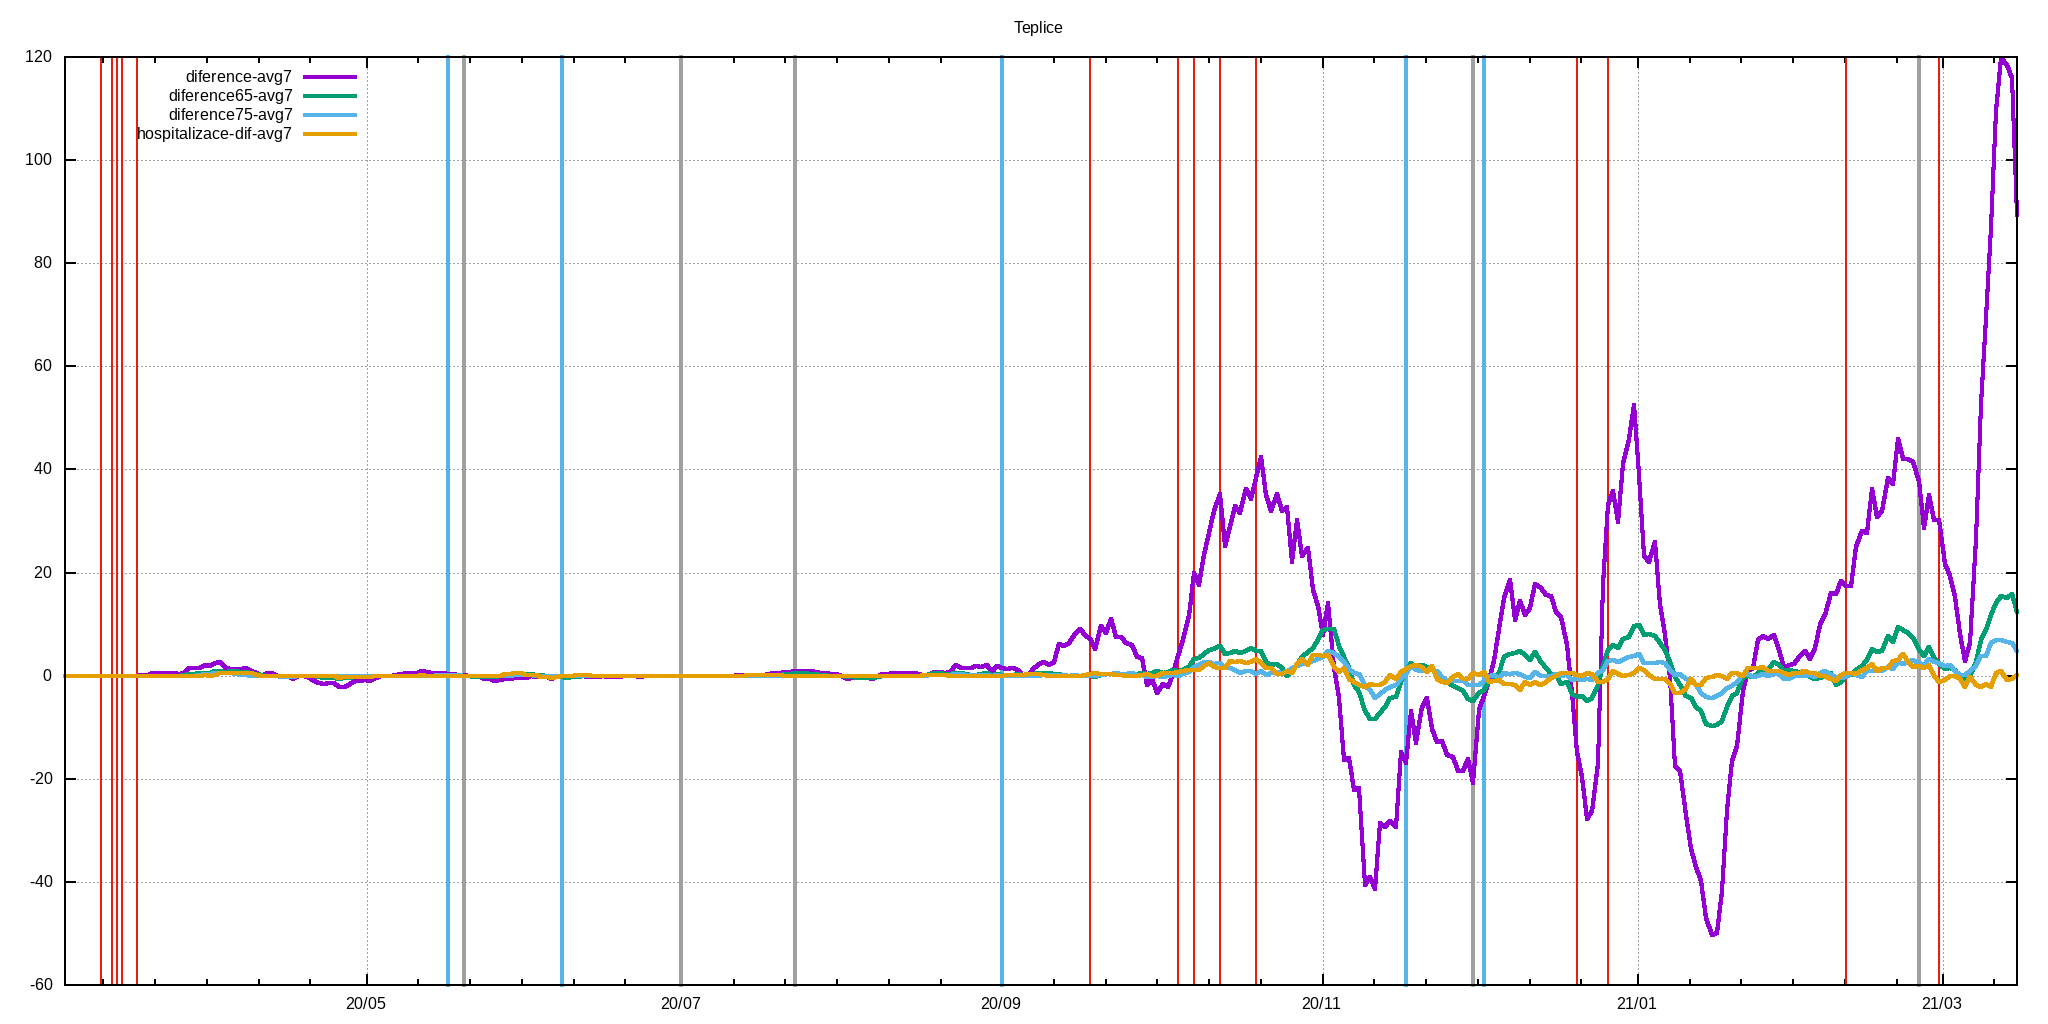 Teplice
120
100
80
60
40
20
0
-20
-40
-60
diference-avg7
diference65-avg7
diference75-avg7
hospitalizace-dif-avg7
20/05 20/07 20/09 20/11 21/01 21/03